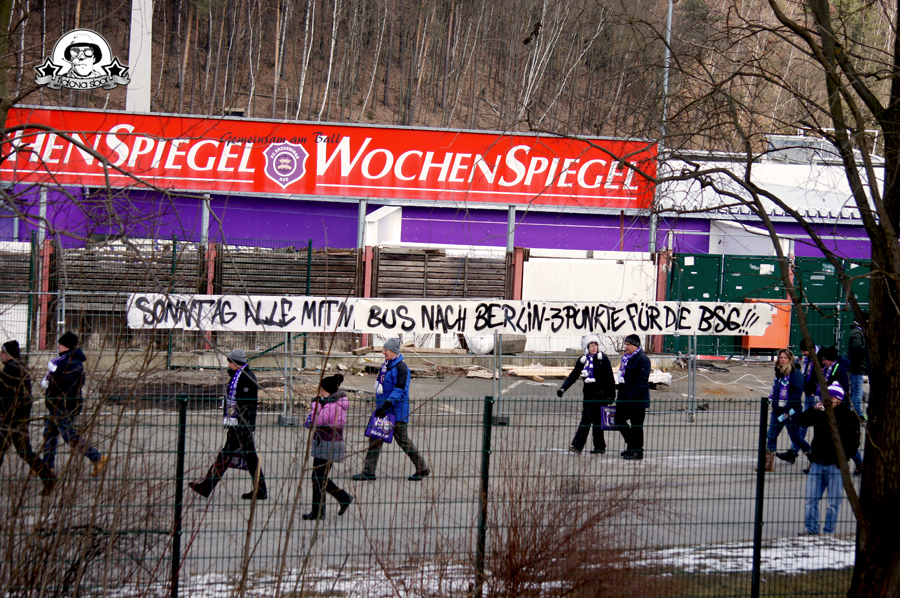 Gemeinsam am Ball
HENSPIEGEL WOCHENSPIEGEL
SONNTAG ALLE MIT'N BUS NACH BERLIN-3PUNKTE FÜR DIE BSG!!!